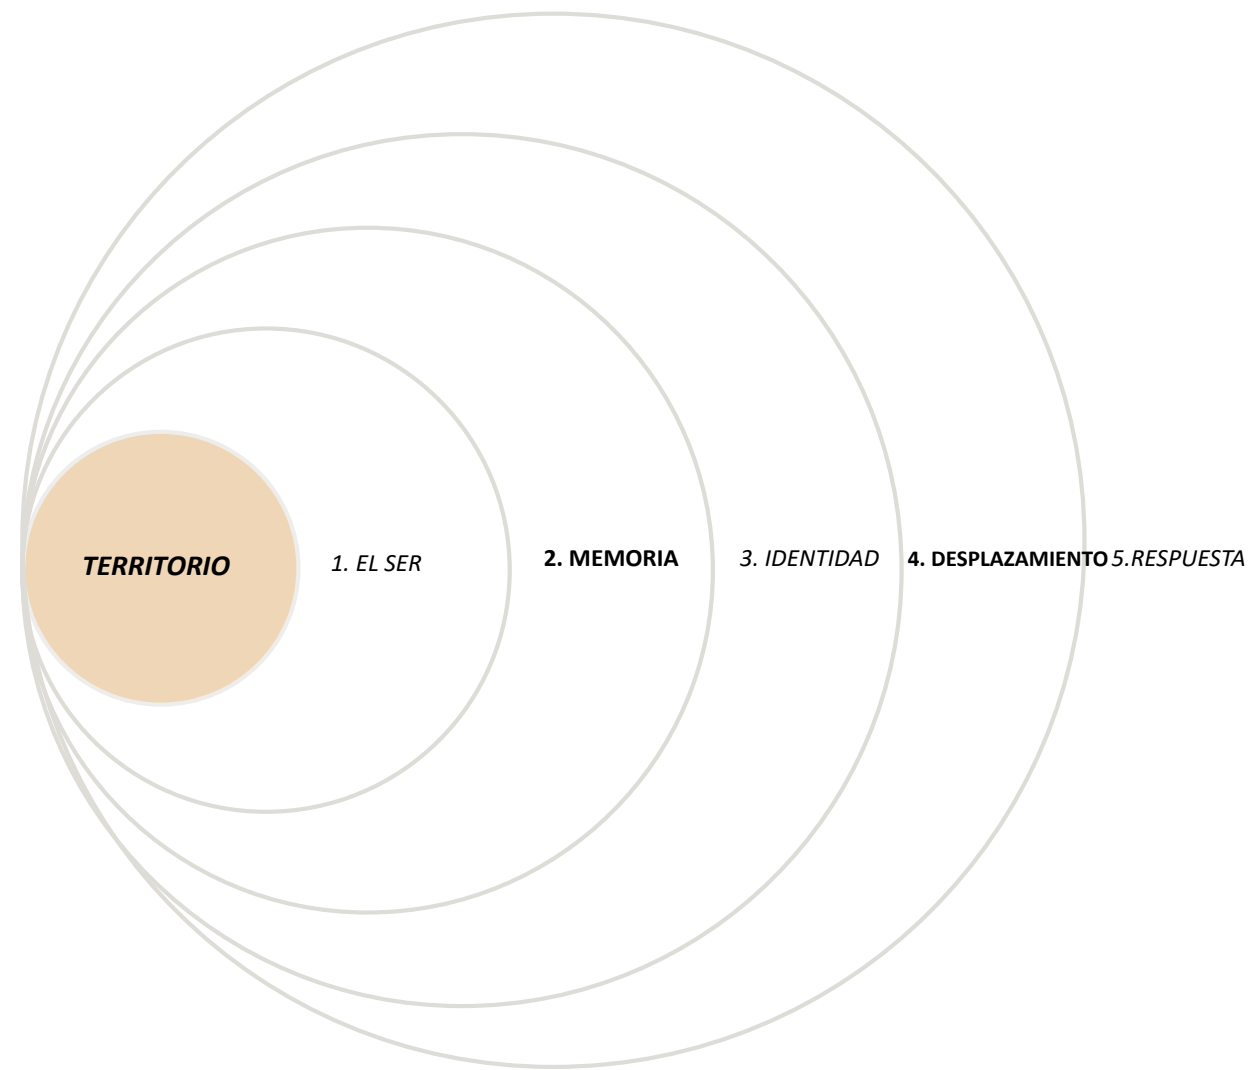 TERRITORIO
1. EL SER
2. MEMORIA
3. IDENTIDAD
4. DESPLAZAMIENTO
5.RESPUESTA